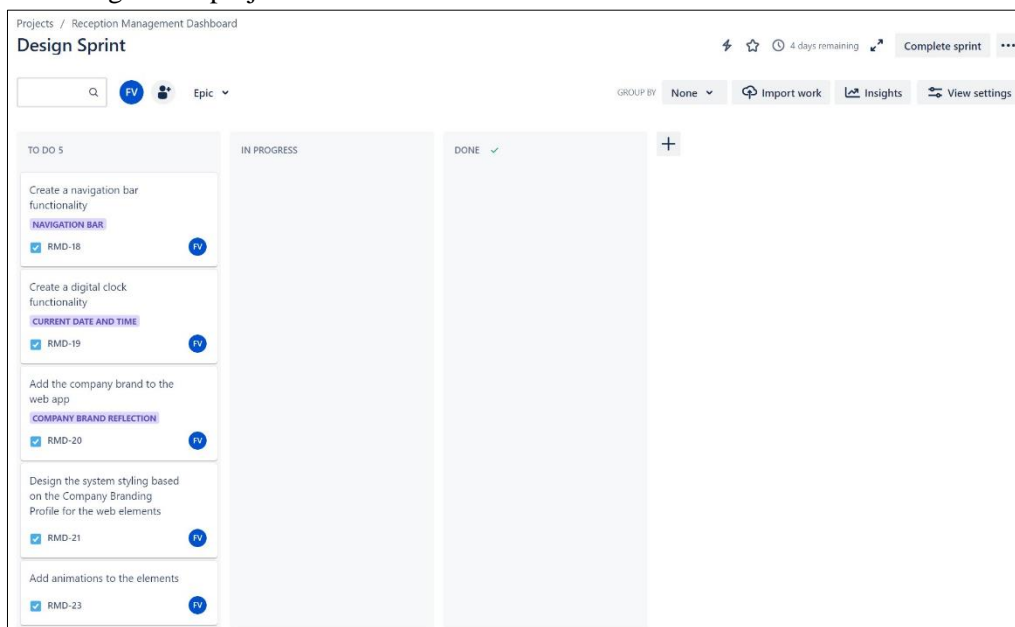 Projects / Reception Management Dashboard
Design Sprint
4 days remaining
Complete sprint
FV
Epic
GROUP BY
None
Import work
Insights
View settings
TO DO 5
IN PROGRESS
DONE
Create a navigation bar
functionality
NAVIGATION BAR
RMD-18
FV
Create a digital clock
functionality
CURRENT DATE AND TIME
RMD-19
FV
Add the company brand to the
web app
COMPANY BRAND REFLECTION
RMD-20
FV
Design the system styling based
on the Company Branding
Profile for the web elements
RMD-21
FV
Add animations to the elements
RMD-23
FV